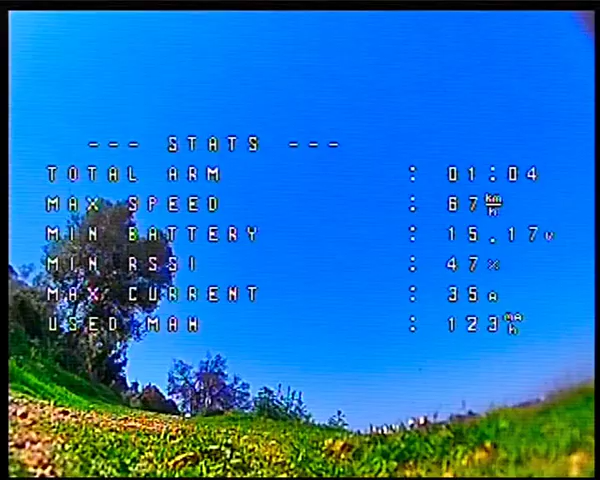 --- STATS ---
TOTAL ARM : 01:04
MAX SPEED : 67 km/h
MIN BATTERY : 15.17V
MIN RSSI : 47%
MAX CURRENT : 35A
USED MAH : 123 MA/h